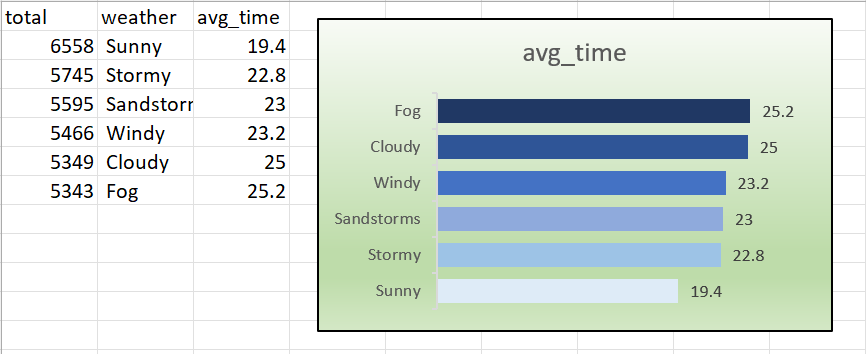 total weather avg_time
6558 Sunny 19.4
5745 Stormy 22.8
5595 Sandstorr 23
5466 Windy 23.2
5349 Cloudy 25
5343 Fog 25.2
avg_time
Fog 25.2
Cloudy 25
Windy 23.2
Sandstorms 23
Stormy 22.8
Sunny 19.4